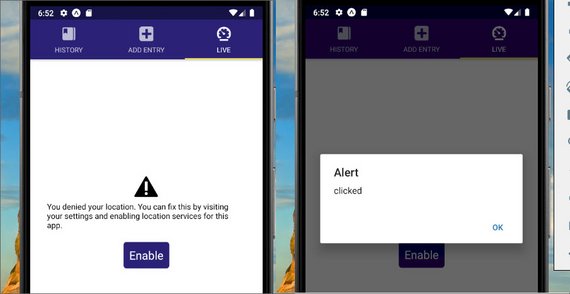 6:52
HISTORY
ADD ENTRY
LIVE
You denied your location. You can fix this by visiting
your settings and enabling location services for this
app.
Enable
6:52
HISTORY
ADD ENTRY
LIVE
Alert
clicked
OK
Enable